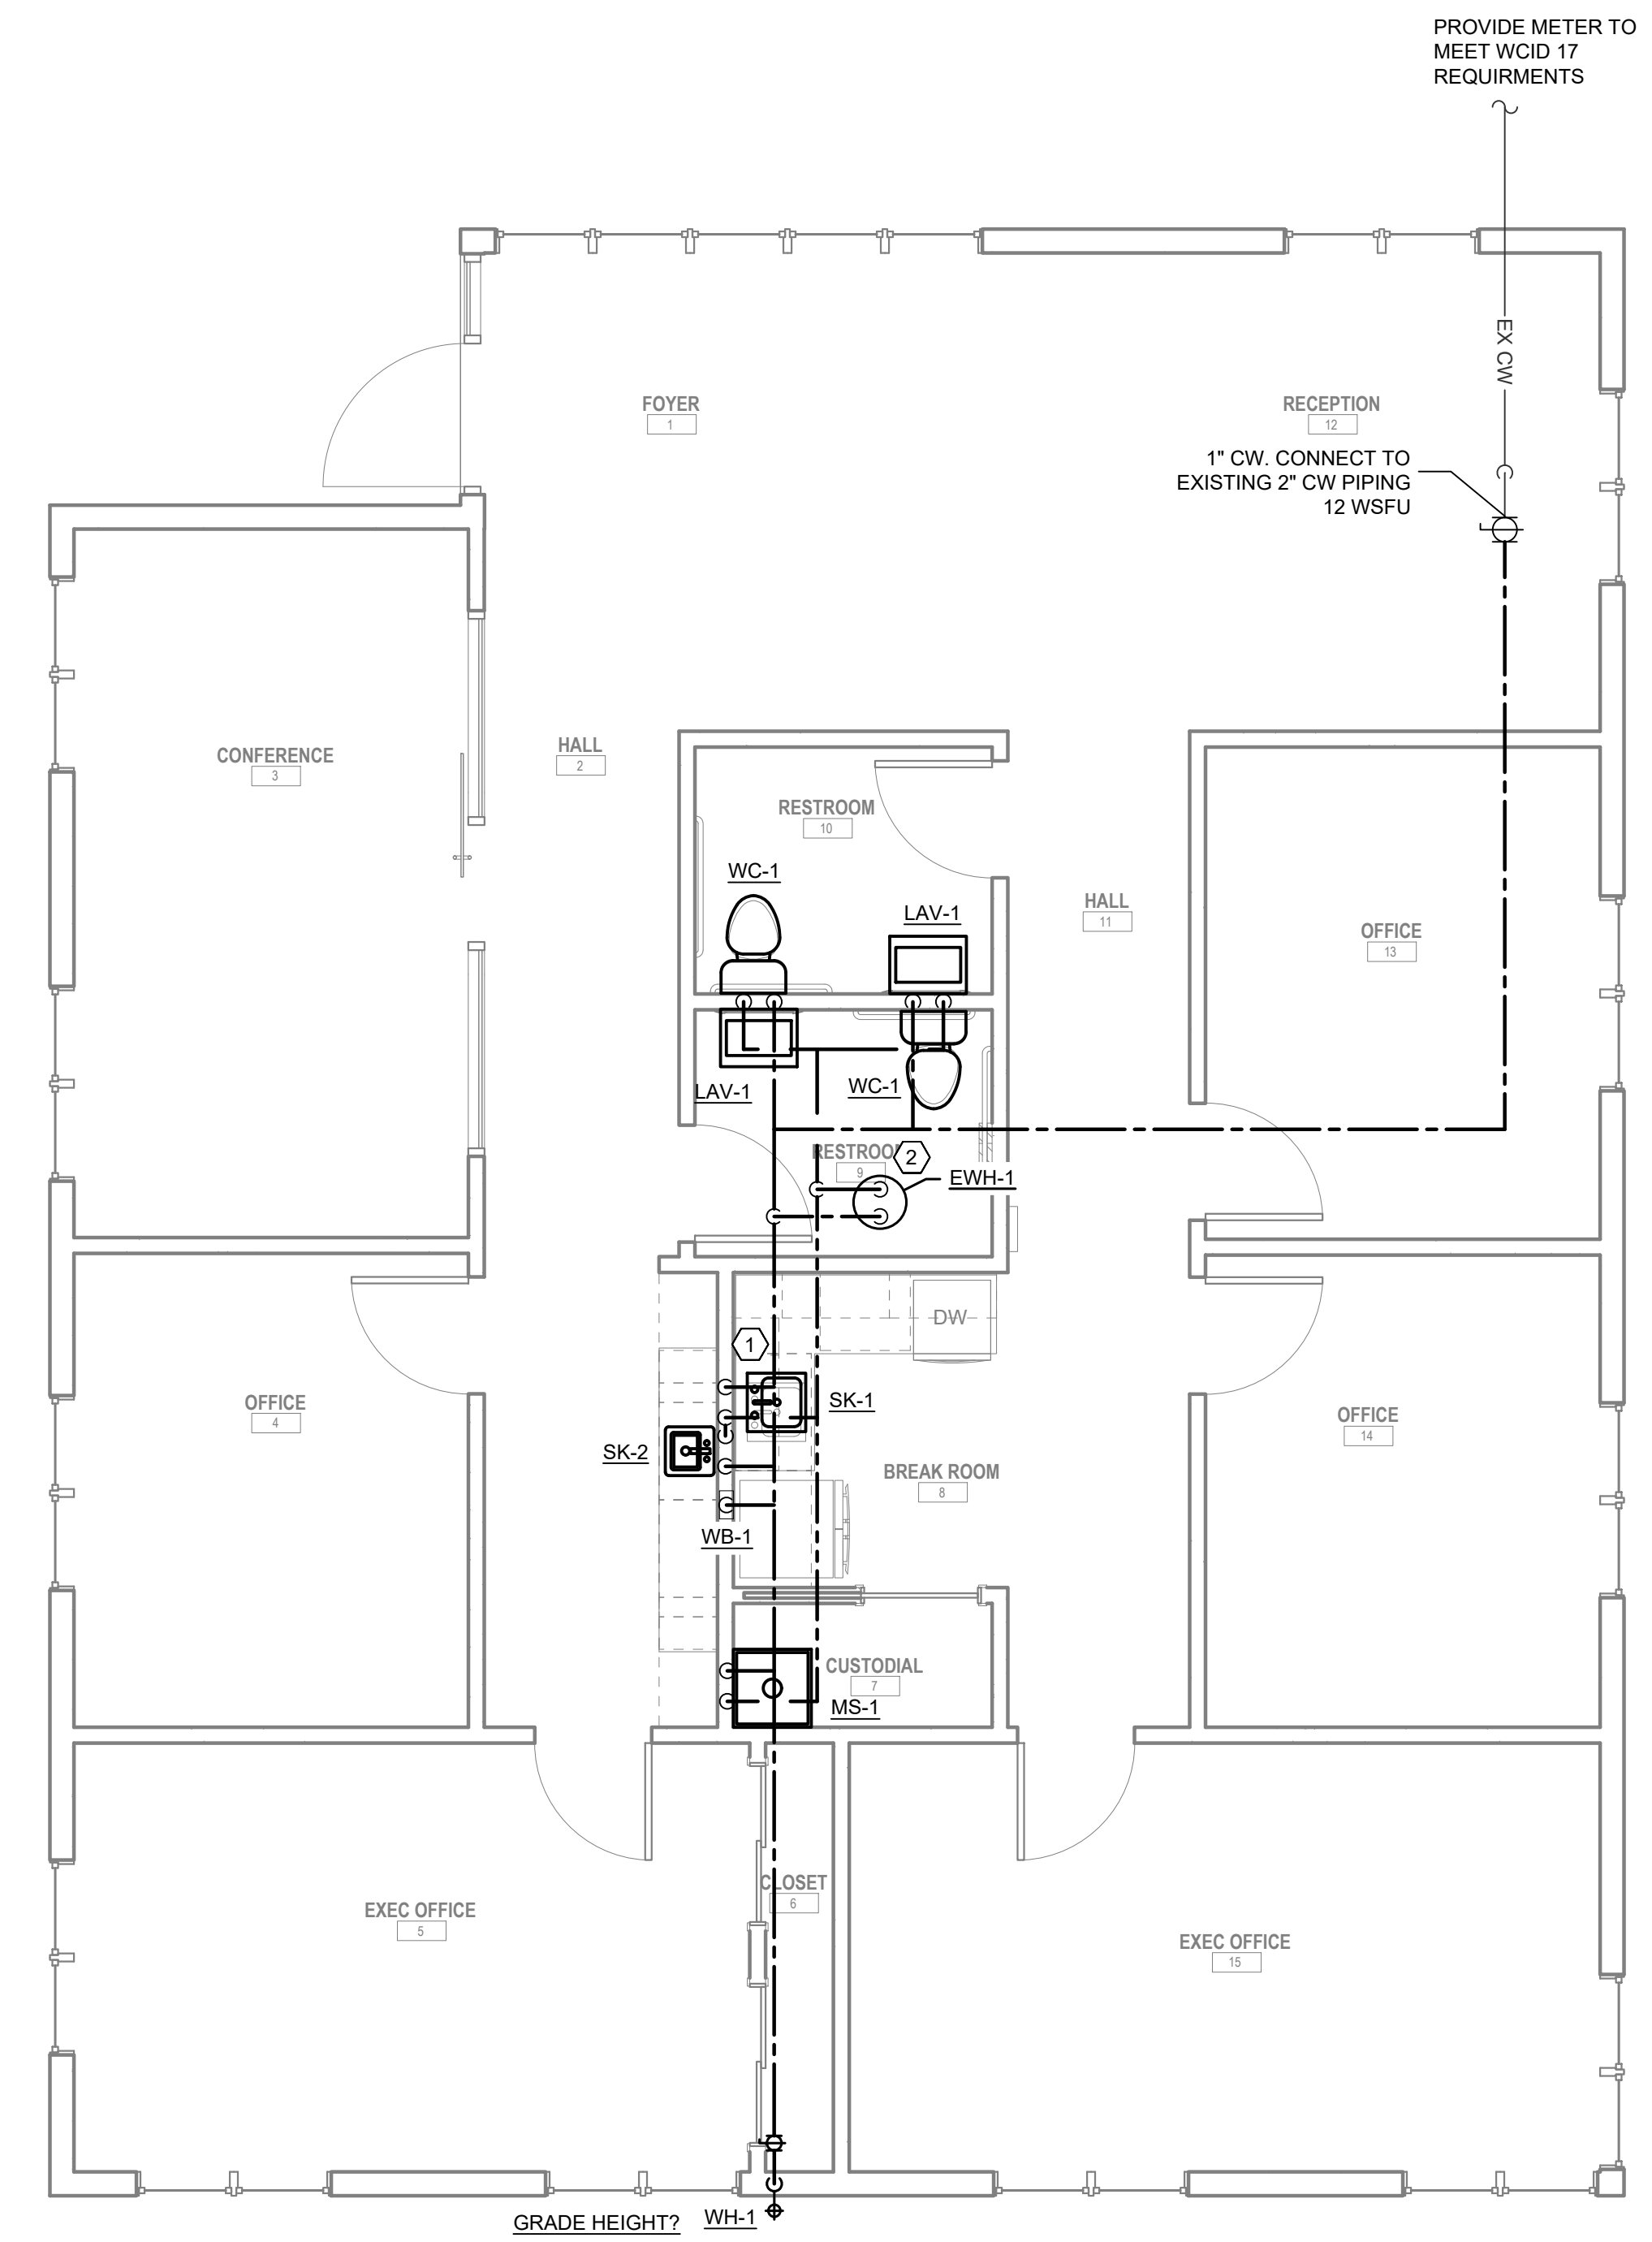 PROVIDE METER TO
MEET WCID 17
REQUIRMENTS
EX CW
FOYER
1
RECEPTION
12
1" CW. CONNECT TO
EXISTING 2" CW PIPING
12 WSFU
CONFERENCE
3
HALL
2
RESTROOM
10
WC-1
LAV-1
HALL
11
OFFICE
13
LAV-1
WC-1
RESTROO
9
2
EWH-1
1
DW
SK-1
OFFICE
4
SK-2
OFFICE
14
BREAK ROOM
8
WB-1
CUSTODIAL
7
MS-1
CLOSET
6
EXEC OFFICE
5
EXEC OFFICE
15
GRADE HEIGHT?
WH-1